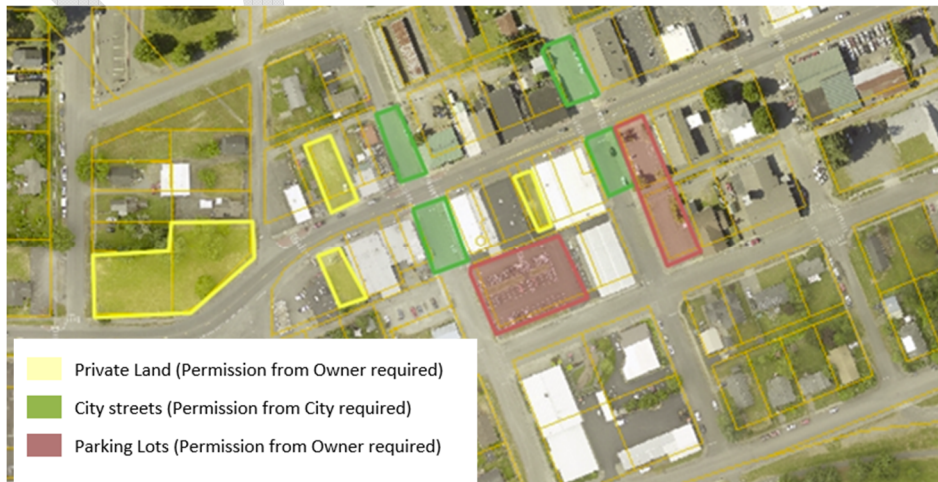 Private Land (Permission from Owner required)
City streets (Permission from City required)
Parking Lots (Permission from Owner required)